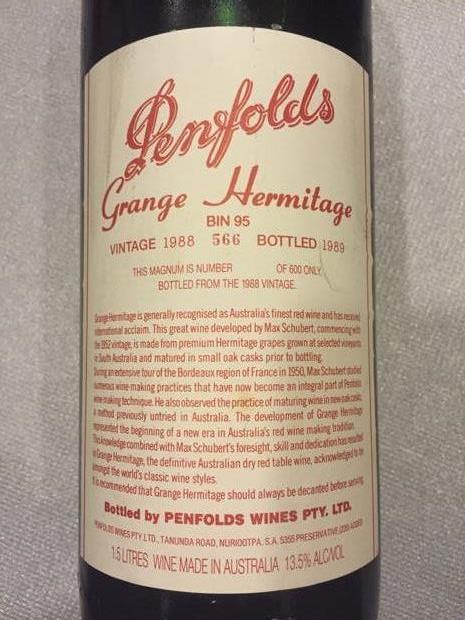 Penfolds
Grange Hermitage
BIN 95
VINTAGE 1988 566 BOTTLED 1989
THIS MAGNUM IS NUMBER OF 600 ONLY
BOTTLED FROM THE 1988 VINTAGE.
Grange Hermitage is generally recognised as Australia's finest red wine and has received
international acclaim. This great wine developed by Max Schubert, commencing with
the 1952 vintage, is made from premium Hermitage grapes grown at selected vineyards
in South Australia and matured in small oak casks prior to bottling.
During an extensive tour of the Bordeaux region of France in 1950, Max Schubert studied
numerous wine-making practices that have now become an integral part of Penfolds
wine-making technique. He also observed the practice of maturing wine in new oak casks,
a method previously untried in Australia. The development of Grange Hermitage
represented the beginning of a new era in Australia's red wine making tradition.
This knowledge combined with Max Schubert's foresight, skill and dedication has resulted
in Grange Hermitage, the definitive Australian dry red table wine, acknowledged to be
amongst the world's classic wine styles.
It is recommended that Grange Hermitage should always be decanted before serving.
Bottled by PENFOLDS WINES PTY. LTD.
PENFOLDS WINES PTY. LTD., TANUNDA ROAD, NURIOOTPA. S.A. 5355 PRESERVATIVE (220) ADDED
1·5 LITRES WINE MADE IN AUSTRALIA 13.5% ALC/VOL